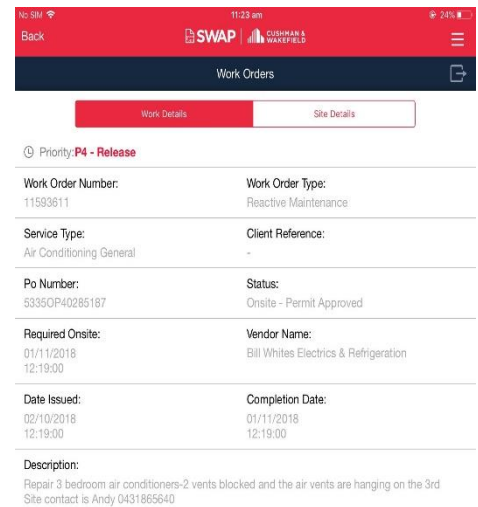 No SIM 11:23 am 24%
Back SWAP | CUSHMAN & WAKEFIELD
Work Orders
Work Details Site Details
Priority:P4 - Release
Work Order Number: Work Order Type:
11593611 Reactive Maintenance
Service Type: Client Reference:
Air Conditioning General -
Po Number: Status:
5335OP40285187 Onsite - Permit Approved
Required Onsite: Vendor Name:
01/11/2018 Bill Whites Electrics & Refrigeration
12:19:00
Date Issued: Completion Date:
02/10/2018 01/11/2018
12:19:00 12:19:00
Description:
Repair 3 bedroom air conditioners-2 vents blocked and the air vents are hanging on the 3rd
Site contact is Andy 0431865640